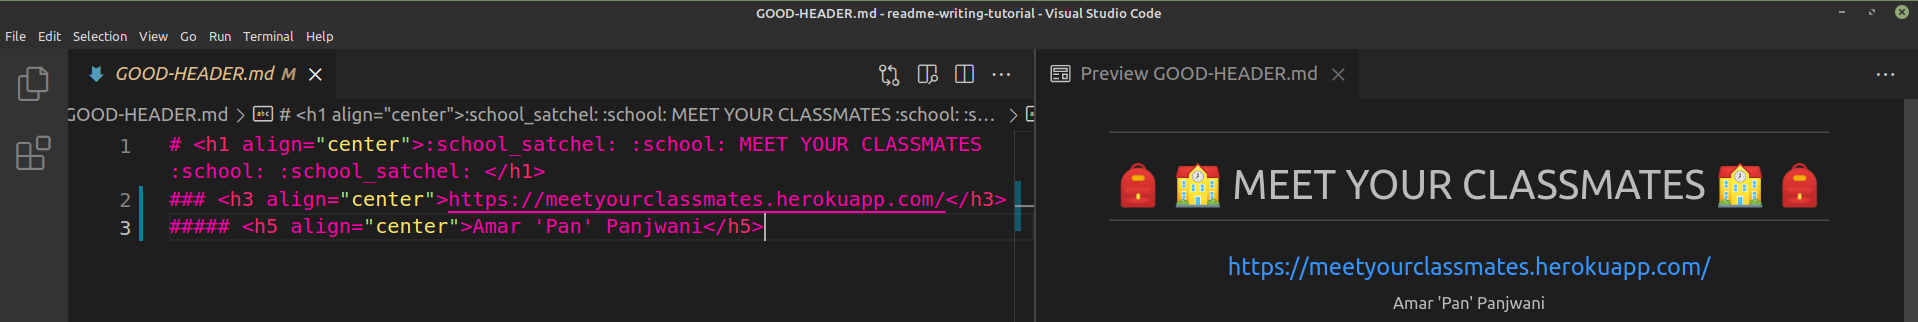 GOOD-HEADER.md - readme-writing-tutorial - Visual Studio Code
File Edit Selection View Go Run Terminal Help
GOOD-HEADER.md M
GOOD-HEADER.md > # <h1 align="center">:school_satchel: :school: MEET YOUR CLASSMATES :school: :s... >
1 # <h1 align="center">:school_satchel: :school: MEET YOUR CLASSMATES
:school: :school_satchel: </h1>
2 ### <h3 align="center">https://meetyourclassmates.herokuapp.com/</h3>
3 ##### <h5 align="center">Amar 'Pan' Panjwani</h5>
Preview GOOD-HEADER.md
MEET YOUR CLASSMATES
https://meetyourclassmates.herokuapp.com/
Amar 'Pan' Panjwani